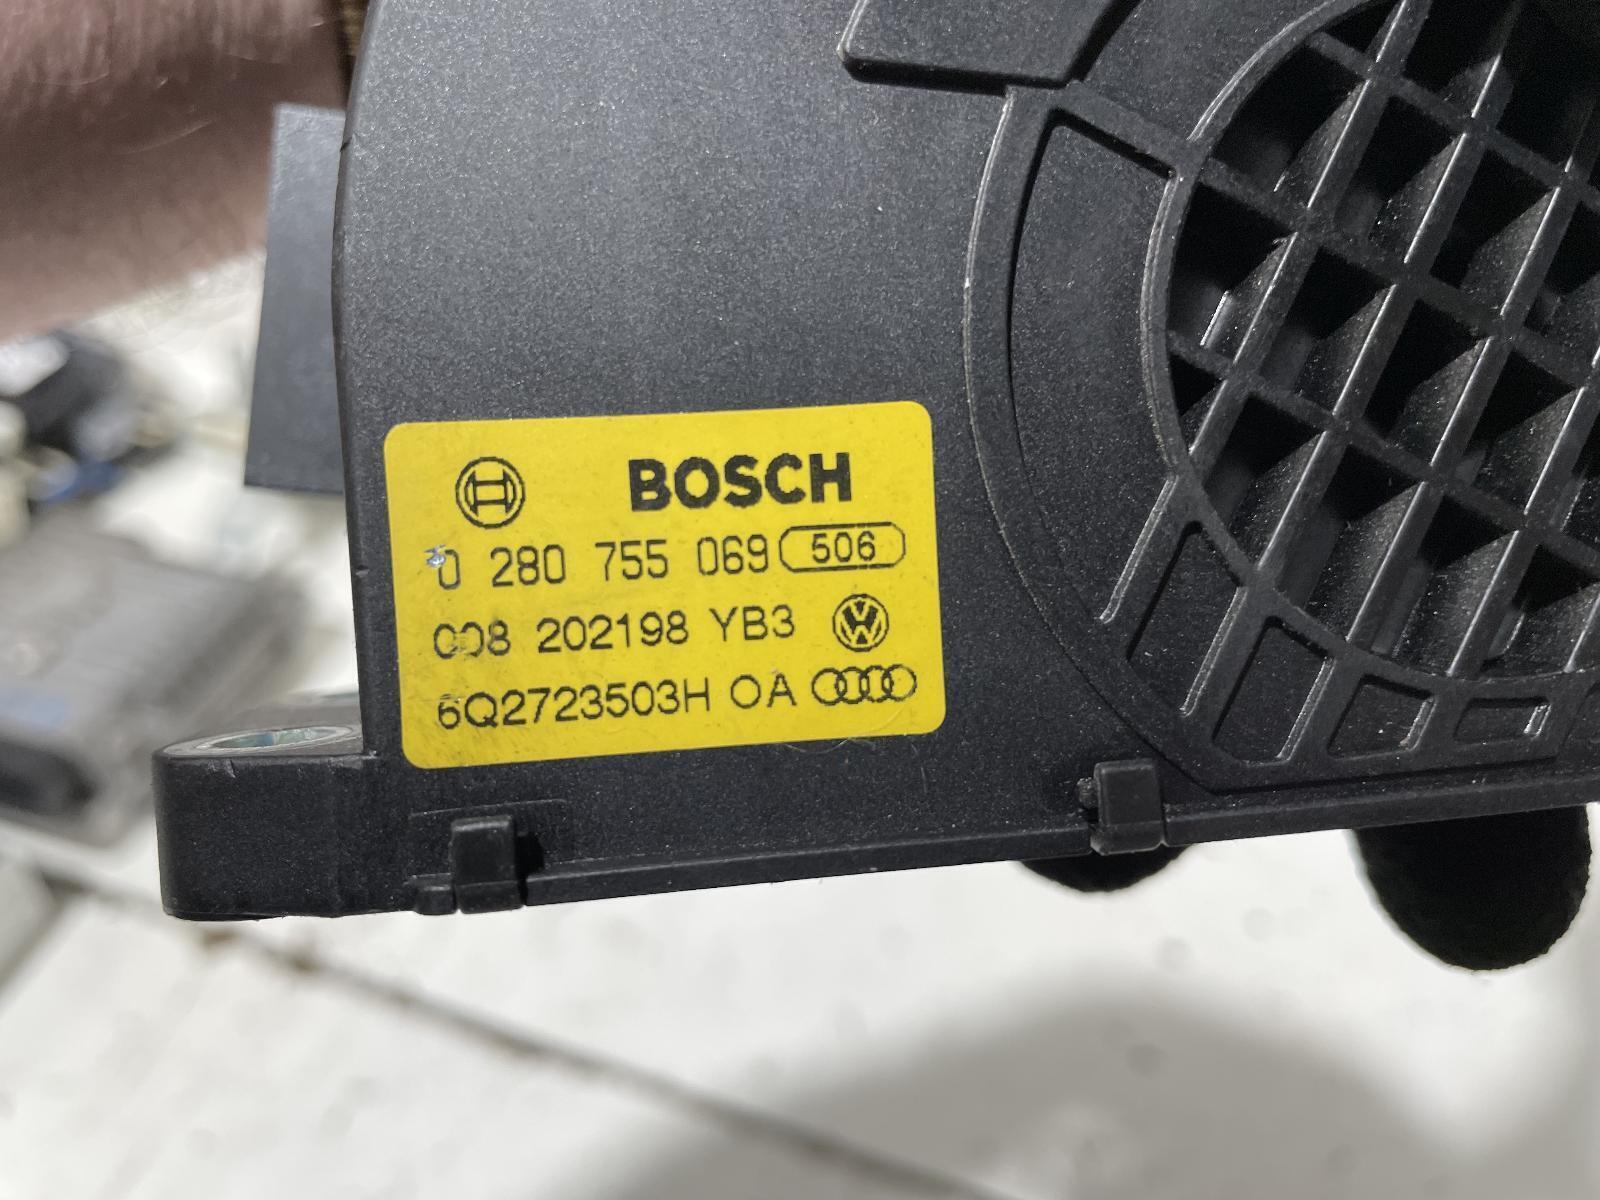 BOSCH
0 280 755 069 506
008 202198 YB3
6Q2723503H OA